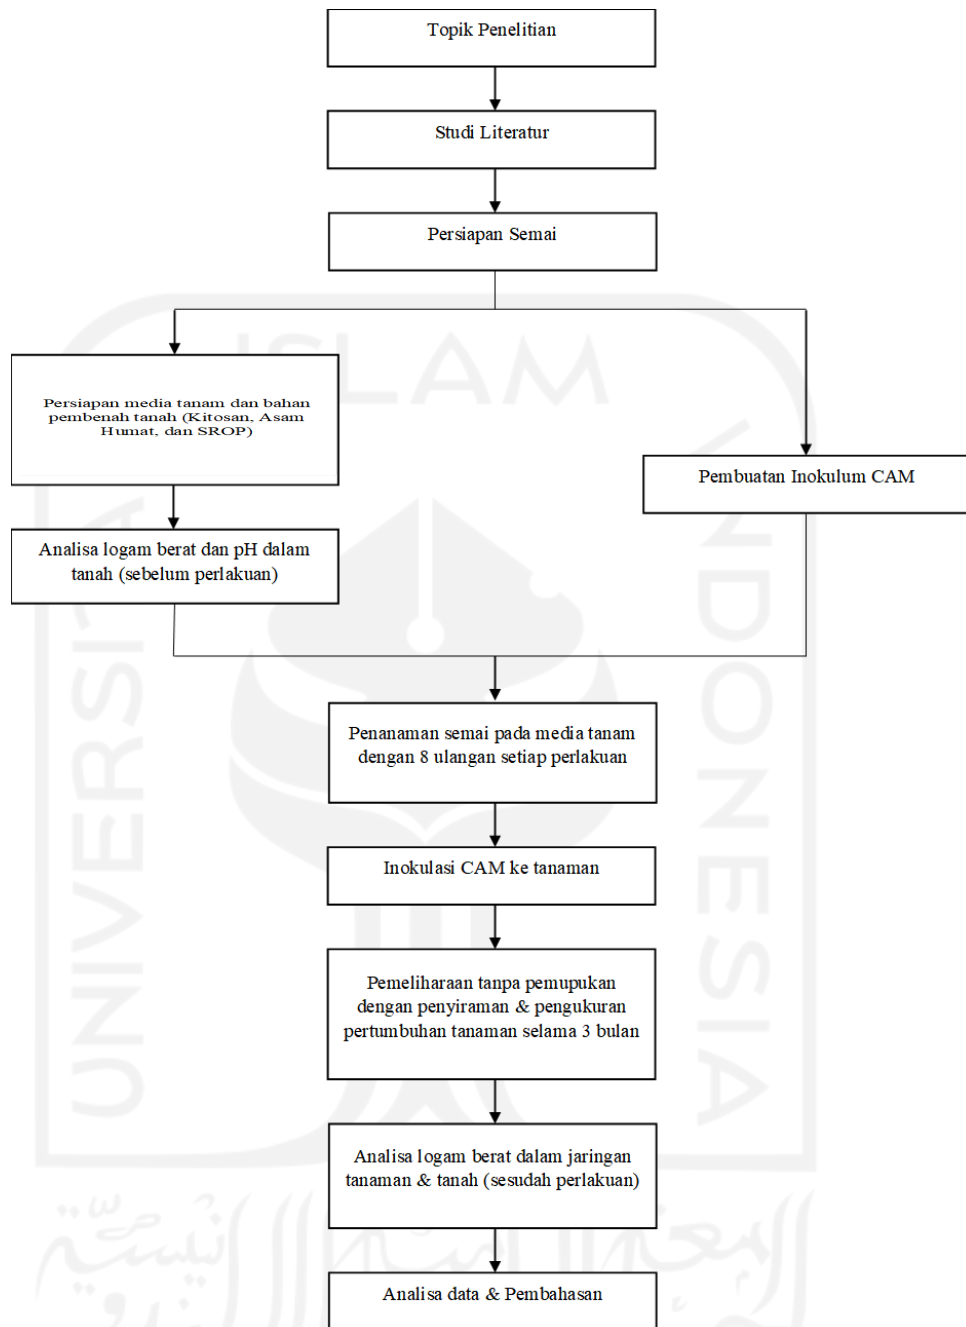 Topik Penelitian
Studi Literatur
Persiapan Semai
Persiapan media tanam dan bahan
pembenah tanah (Kitosan, Asam
Humat, dan SROP)
Pembuatan Inokulum CAM
Analisa logam berat dan pH dalam
tanah (sebelum perlakuan)
Penanaman semai pada media tanam
dengan 8 ulangan setiap perlakuan
Inokulasi CAM ke tanaman
Pemeliharaan tanpa pemupukan
dengan penyiraman & pengukuran
pertumbuhan tanaman selama 3 bulan
Analisa logam berat dalam jaringan
tanaman & tanah (sesudah perlakuan)
Analisa data & Pembahasan
ISLAM
UNIVERSITA
INDONESIA